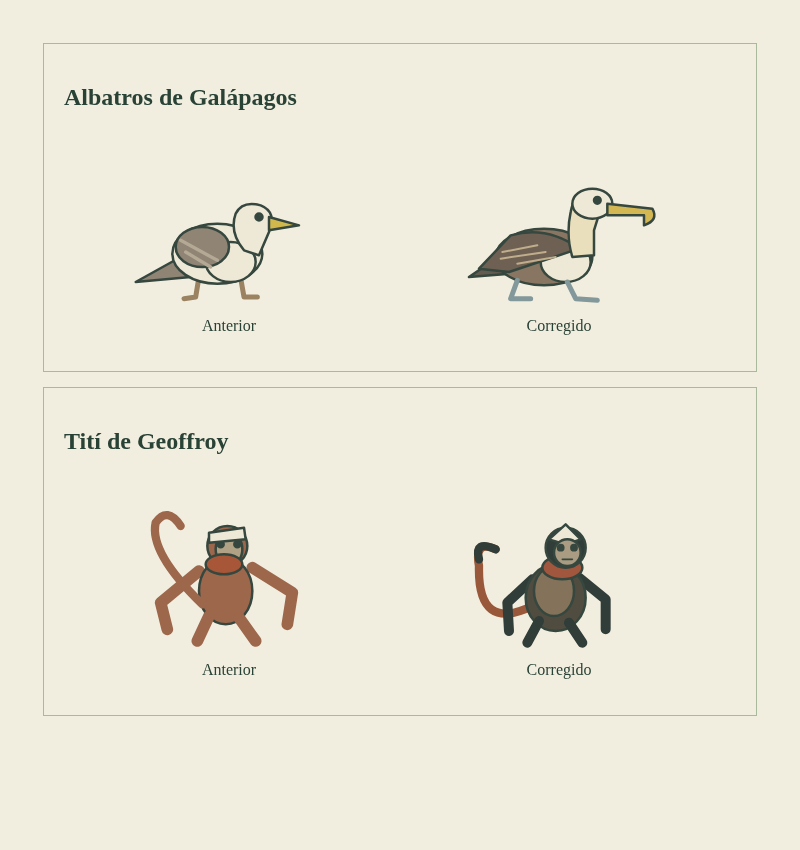 Albatros de Galápagos
Anterior
Corregido
Tití de Geoffroy
Anterior
Corregido